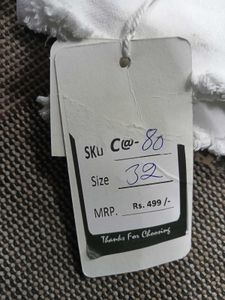 SKU C@-80
Size 32
MRP. Rs. 499 /-
Thanks For Choosing